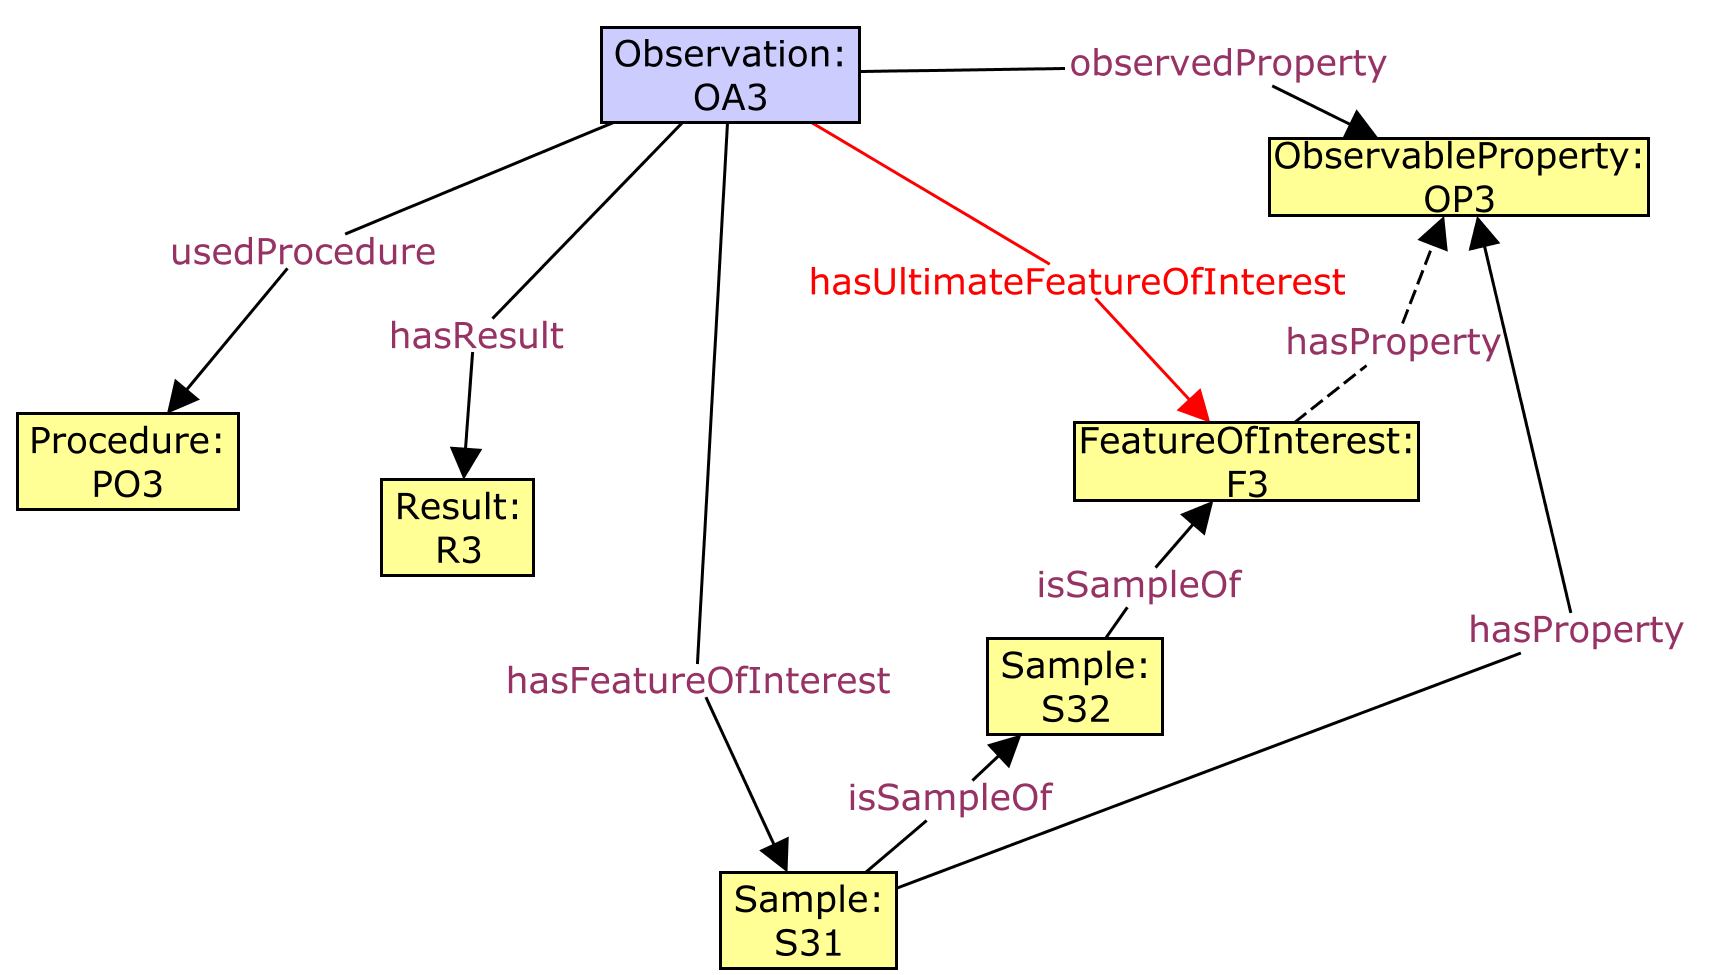 Observation:
OA3
observedProperty
ObservableProperty:
OP3
usedProcedure
hasUltimateFeatureOfInterest
hasResult
hasProperty
Procedure:
PO3
FeatureOfInterest:
F3
Result:
R3
isSampleOf
hasProperty
Sample:
S32
hasFeatureOfInterest
isSampleOf
Sample:
S31